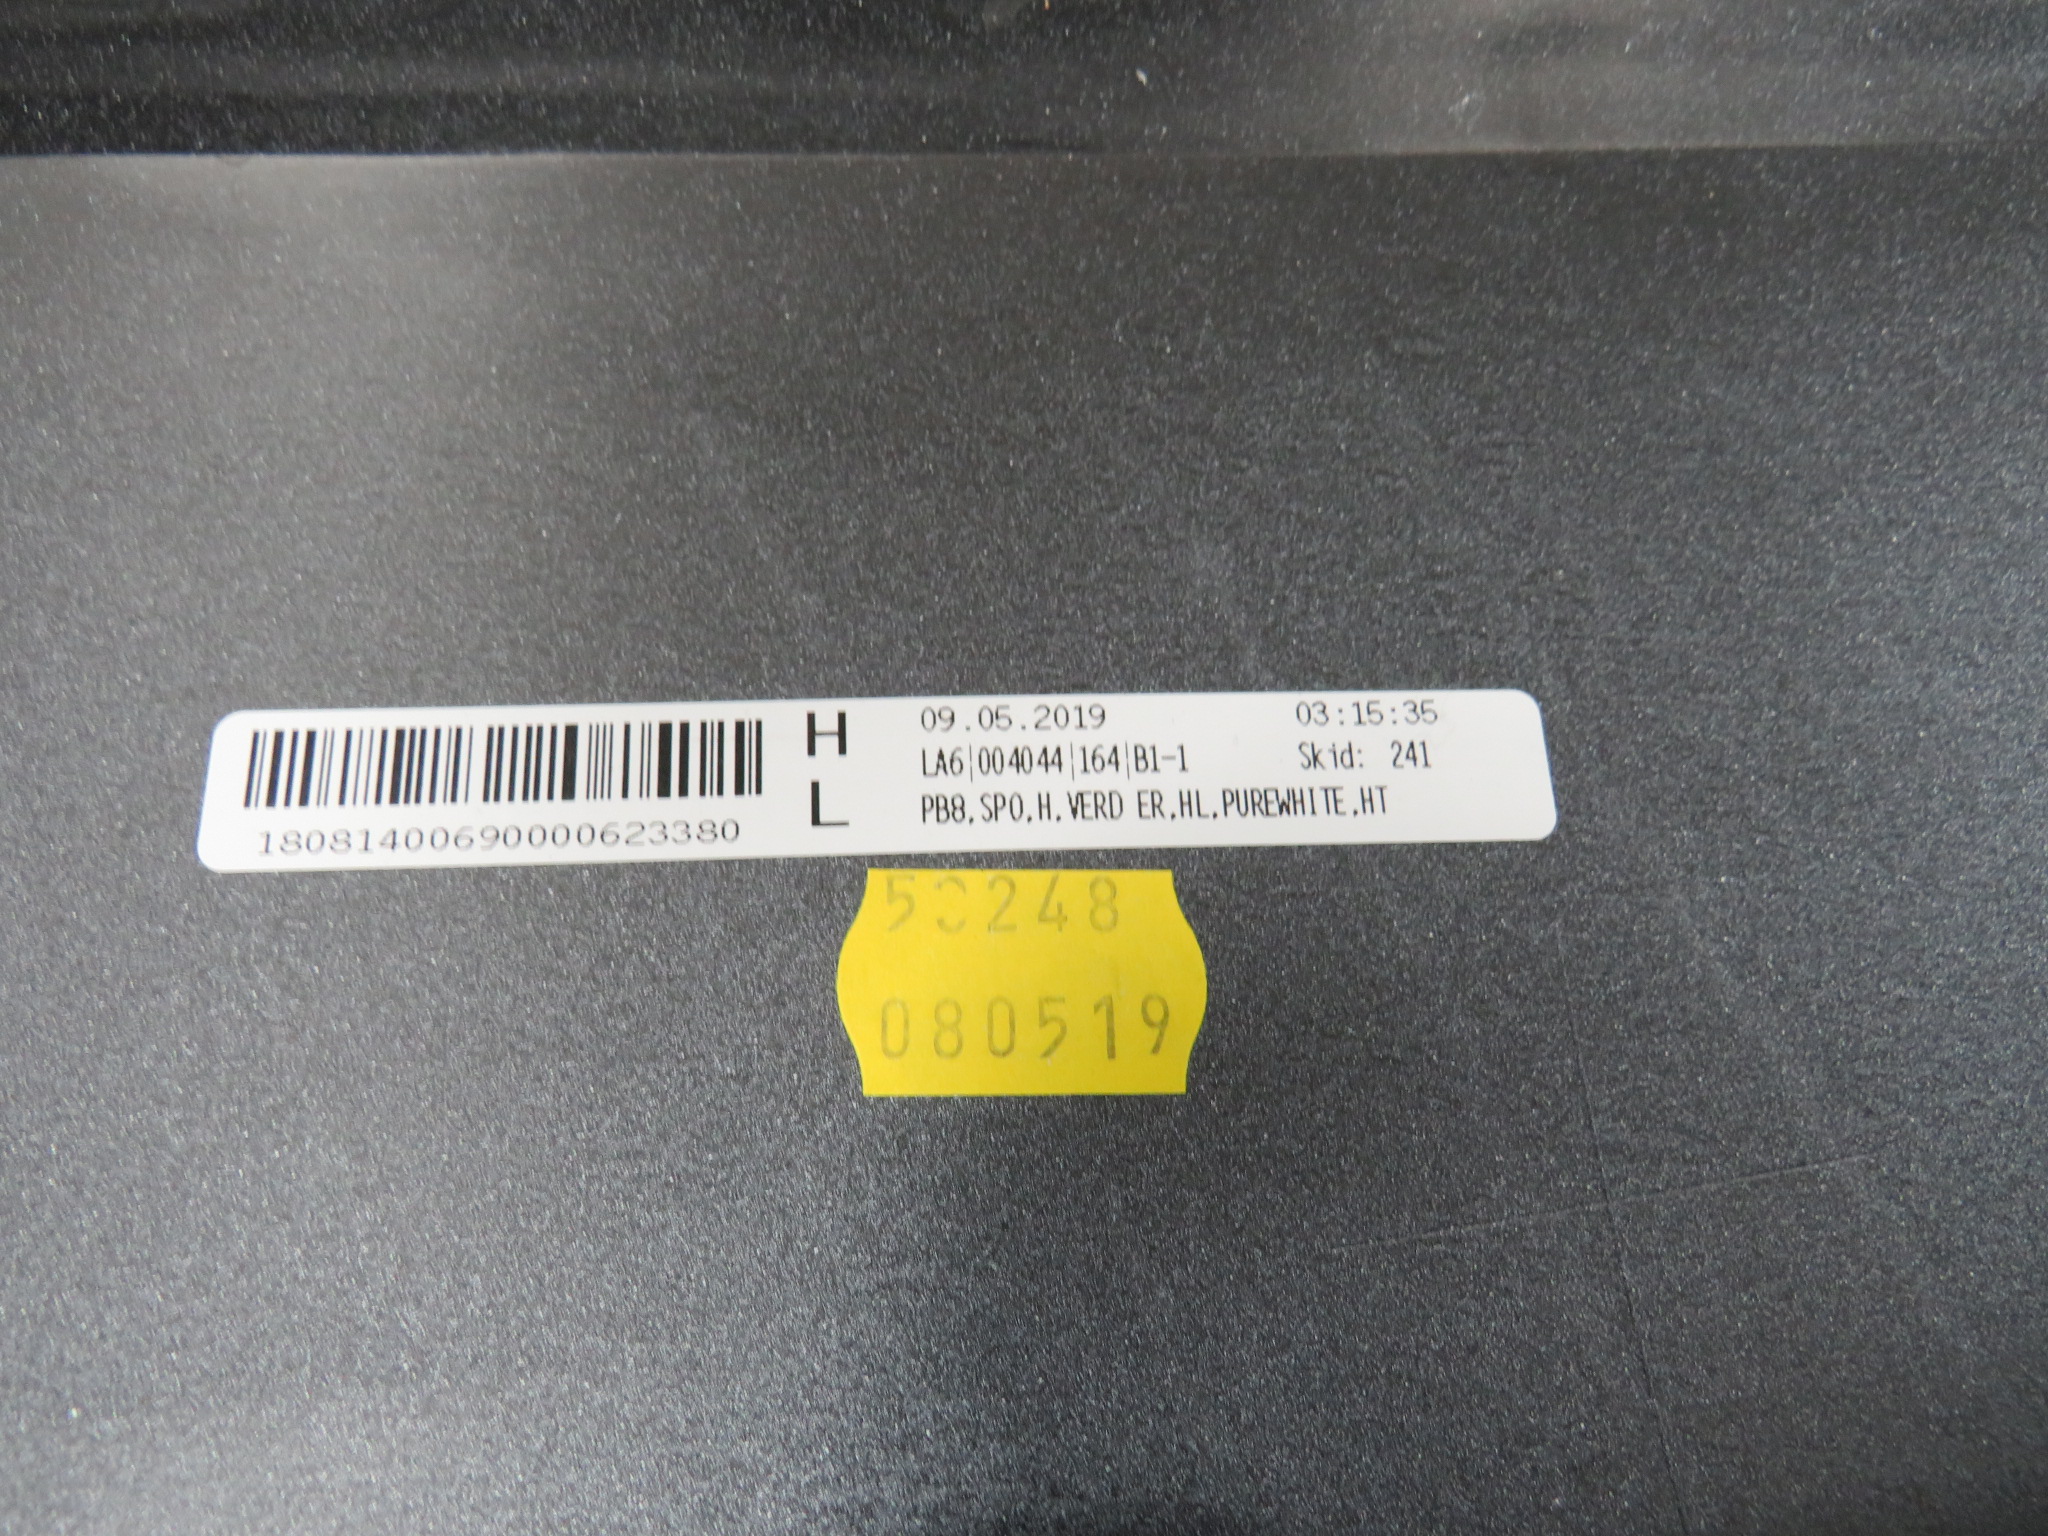 18081400690000623380
H
L
09.05.2019 03:15:35
LA6|004044|164|B1-1 Skid: 241
PB8.SPO.H.VERD ER.HL.PUREWHITE.HT
080519